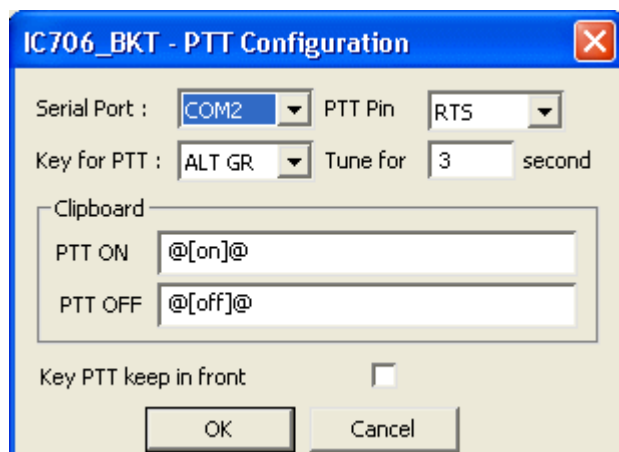 IC706_BKT - PTT Configuration
Serial Port : COM2 PTT Pin RTS
Key for PTT : ALT GR Tune for 3 second
Clipboard
PTT ON @[on]@
PTT OFF @[off]@
Key PTT keep in front
OK Cancel